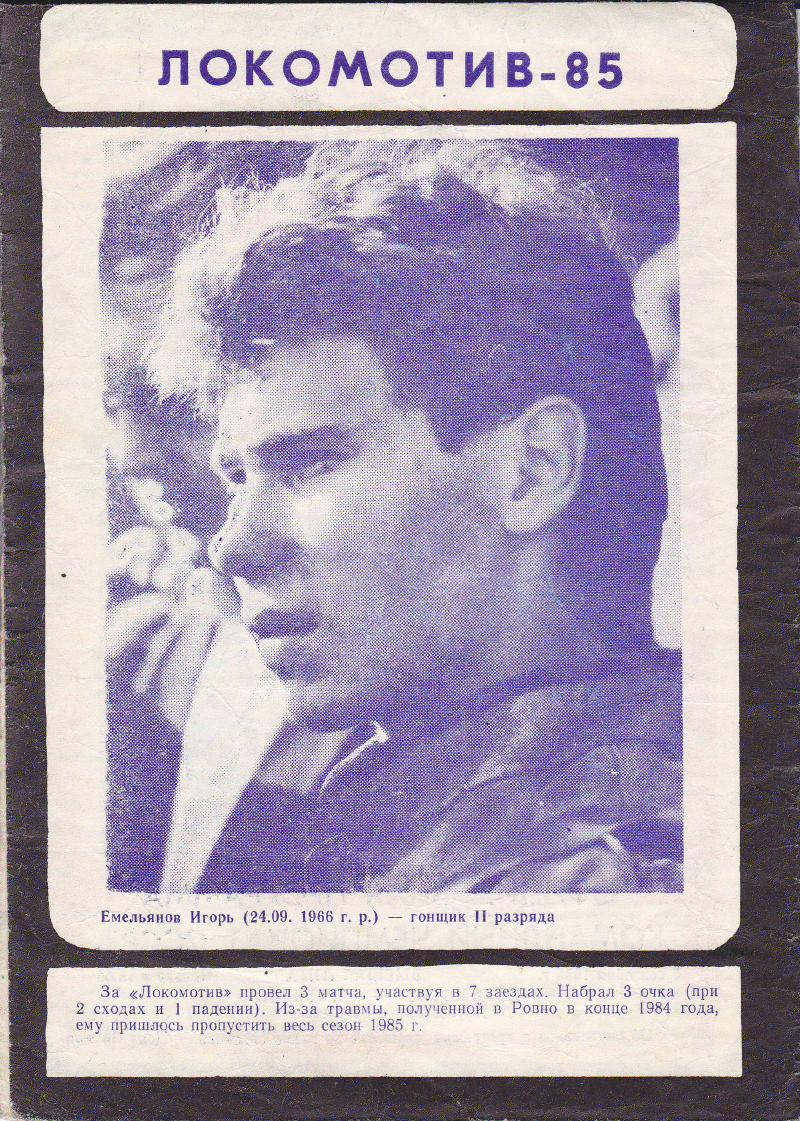 ЛОКОМОТИВ-85
Емельянов Игорь (24.09. 1966 г. р.) — гонщик II разряда
За «Локомотив» провел 3 матча, участвуя в 7 заездах. Набрал 3 очка (при
2 сходах и 1 падении). Из-за травмы, полученной в Ровно в конце 1984 года,
ему пришлось пропустить весь сезон 1985 г.